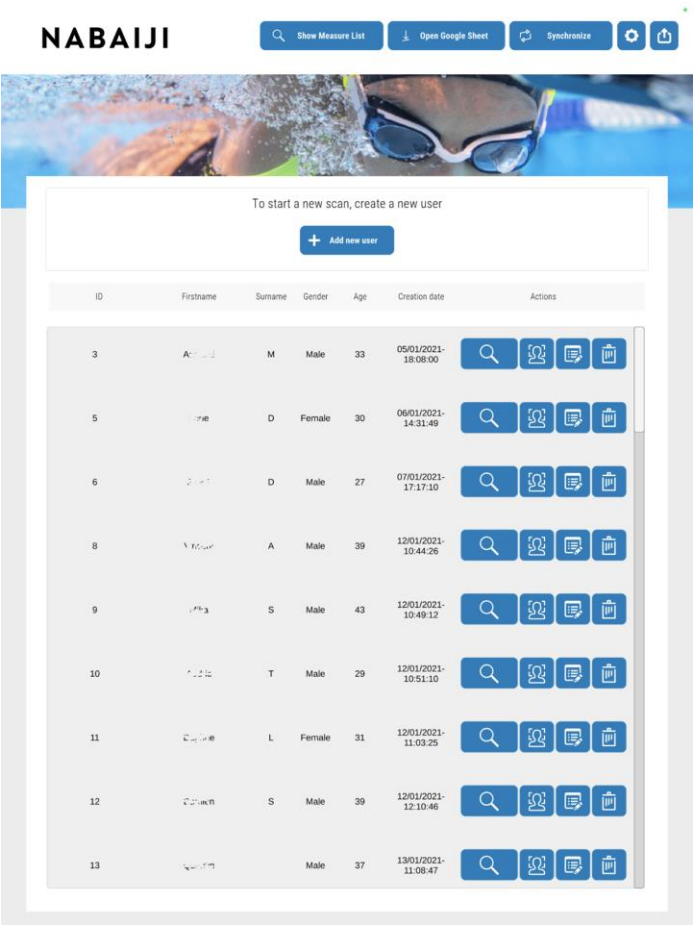 NABAIJI
Show Measure List
Open Google Sheet
Synchronize
To start a new scan, create a new user
Add new user
ID Firstname Surname Gender Age Creation date Actions
3 M Male 33 05/01/2021-
18:08:00
5 D Female 30 06/01/2021-
14:31:49
6 D Male 27 07/01/2021-
17:17:10
8 A Male 39 12/01/2021-
10:44:26
9 S Male 43 12/01/2021-
10:49:12
10 T Male 29 12/01/2021-
10:51:10
11 L Female 31 12/01/2021-
11:03:25
12 S Male 39 12/01/2021-
12:10:46
13 Male 37 13/01/2021-
11:08:47